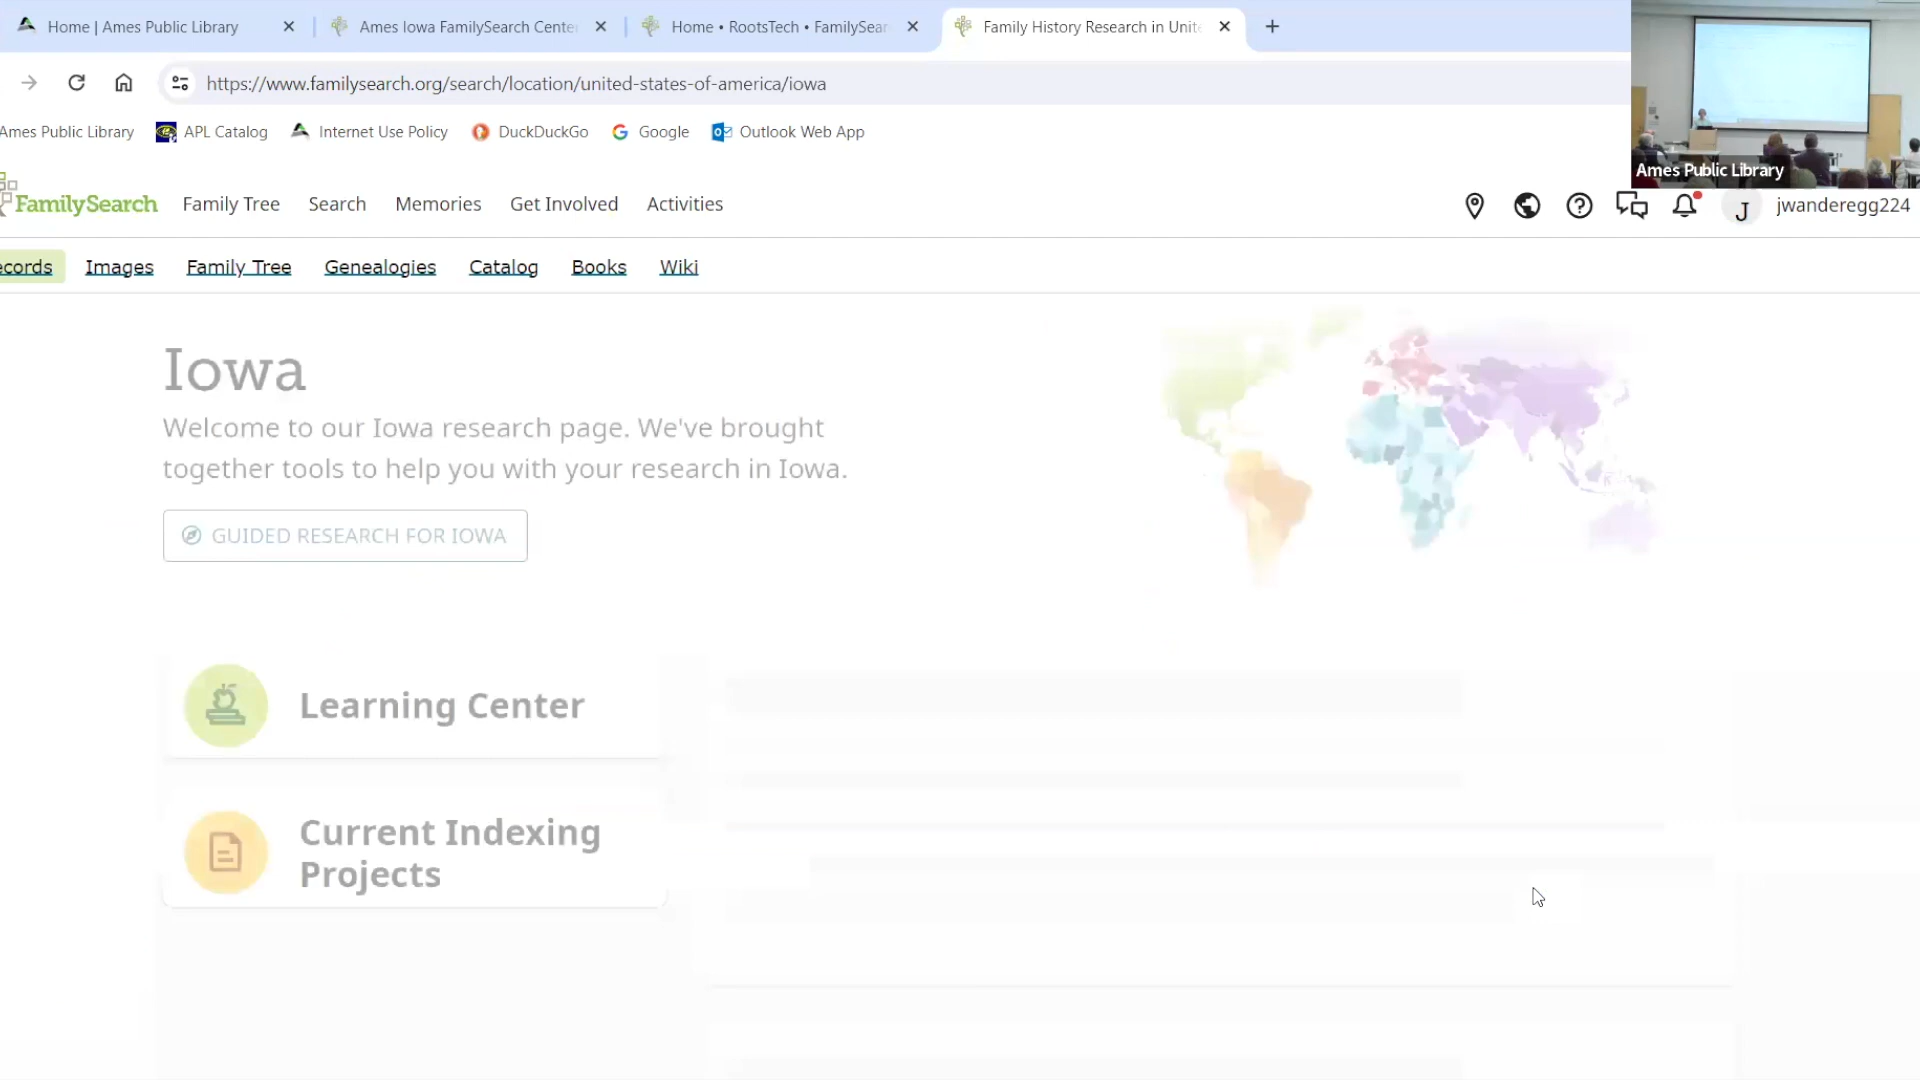 Home | Ames Public Library
Ames Iowa FamilySearch Cente
Home • RootsTech • FamilySear
Family History Research in Unit
https://www.familysearch.org/search/location/united-states-of-america/iowa
Ames Public Library
APL Catalog
Internet Use Policy
DuckDuckGo
Google
Outlook Web App
Ames Public Library
FamilySearch
Family Tree
Search
Memories
Get Involved
Activities
J
jwanderegg224
ecords
Images
Family Tree
Genealogies
Catalog
Books
Wiki
Iowa
Welcome to our Iowa research page. We've brought
together tools to help you with your research in Iowa.
GUIDED RESEARCH FOR IOWA
Learning Center
Current Indexing
Projects